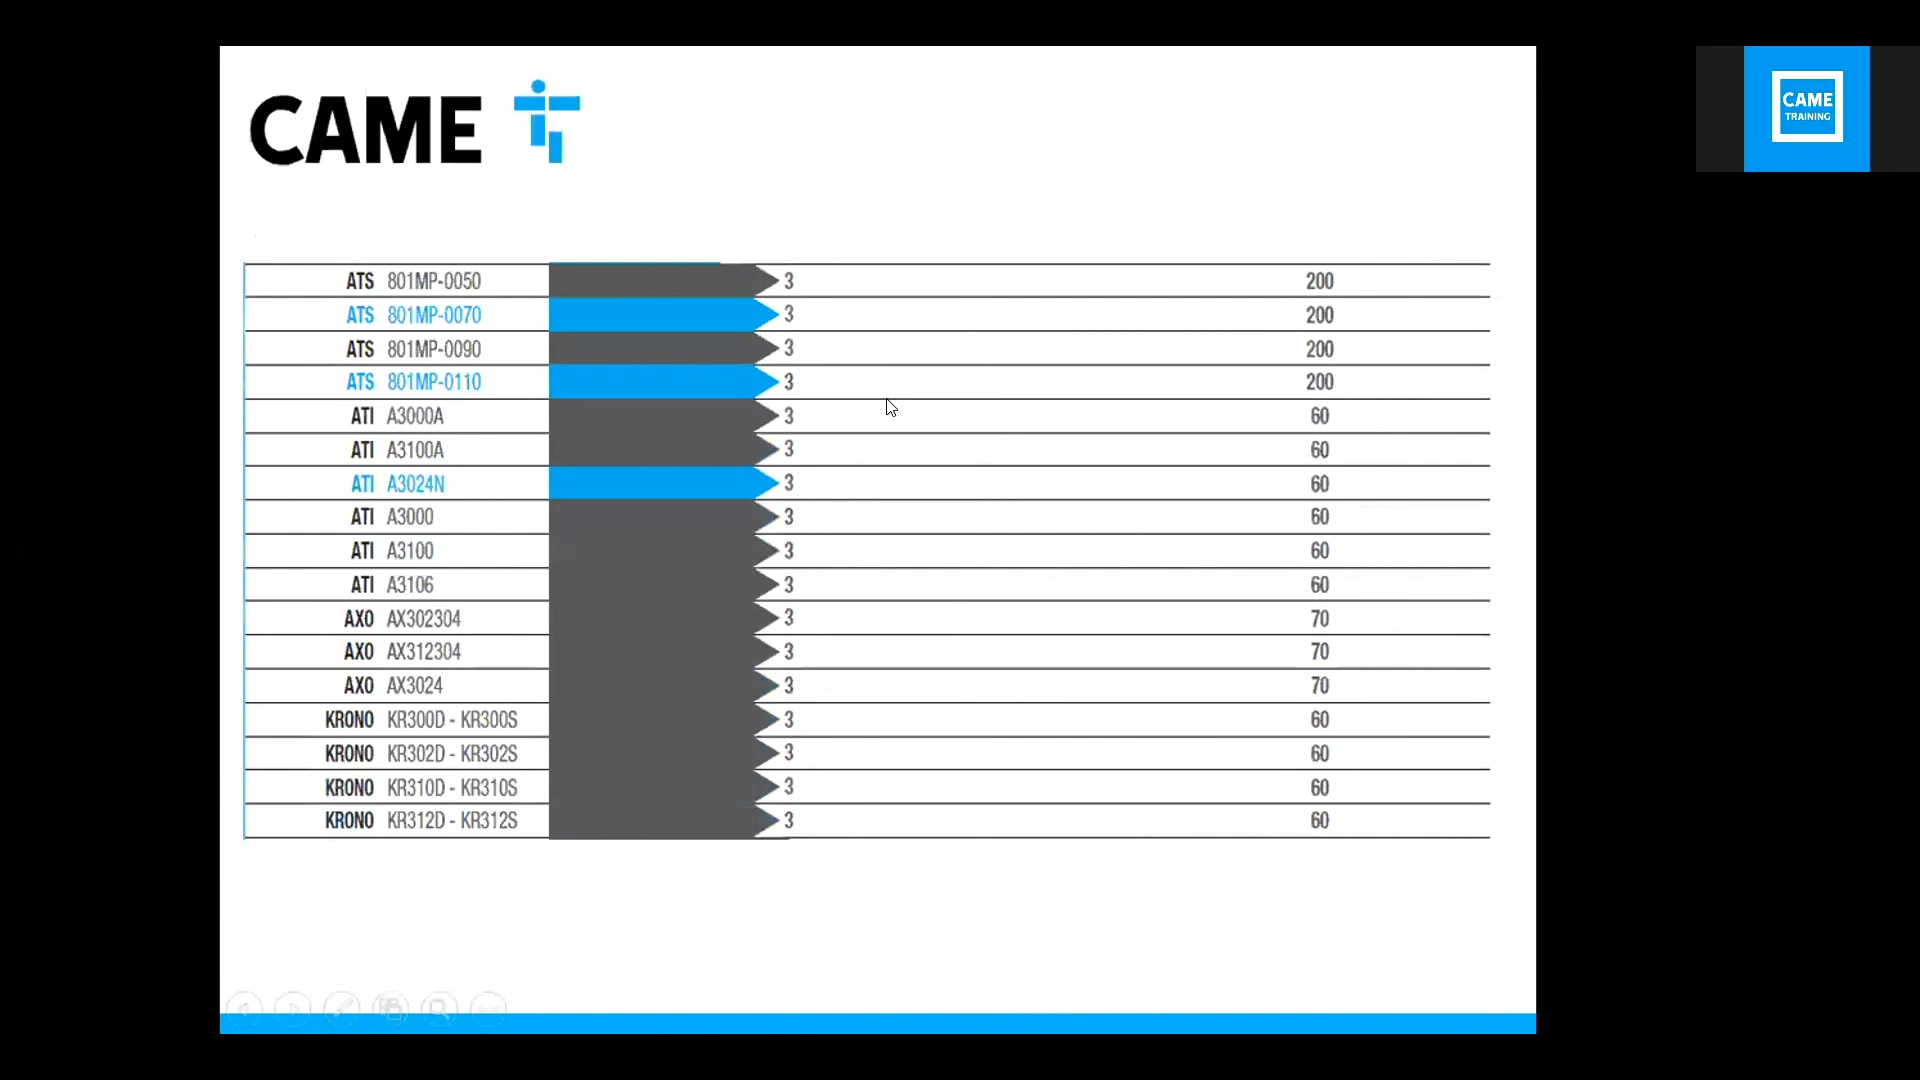 CAME
CAME
TRAINING
ATS 801MP-0050 3 200
ATS 801MP-0070 3 200
ATS 801MP-0090 3 200
ATS 801MP-0110 3 200
ATI A3000A 3 60
ATI A3100A 3 60
ATI A3024N 3 60
ATI A3000 3 60
ATI A3100 3 60
ATI A3106 3 60
AXO AX302304 3 70
AXO AX312304 3 70
AXO AX3024 3 70
KRONO KR300D - KR300S 3 60
KRONO KR302D - KR302S 3 60
KRONO KR310D - KR310S 3 60
KRONO KR312D - KR312S 3 60